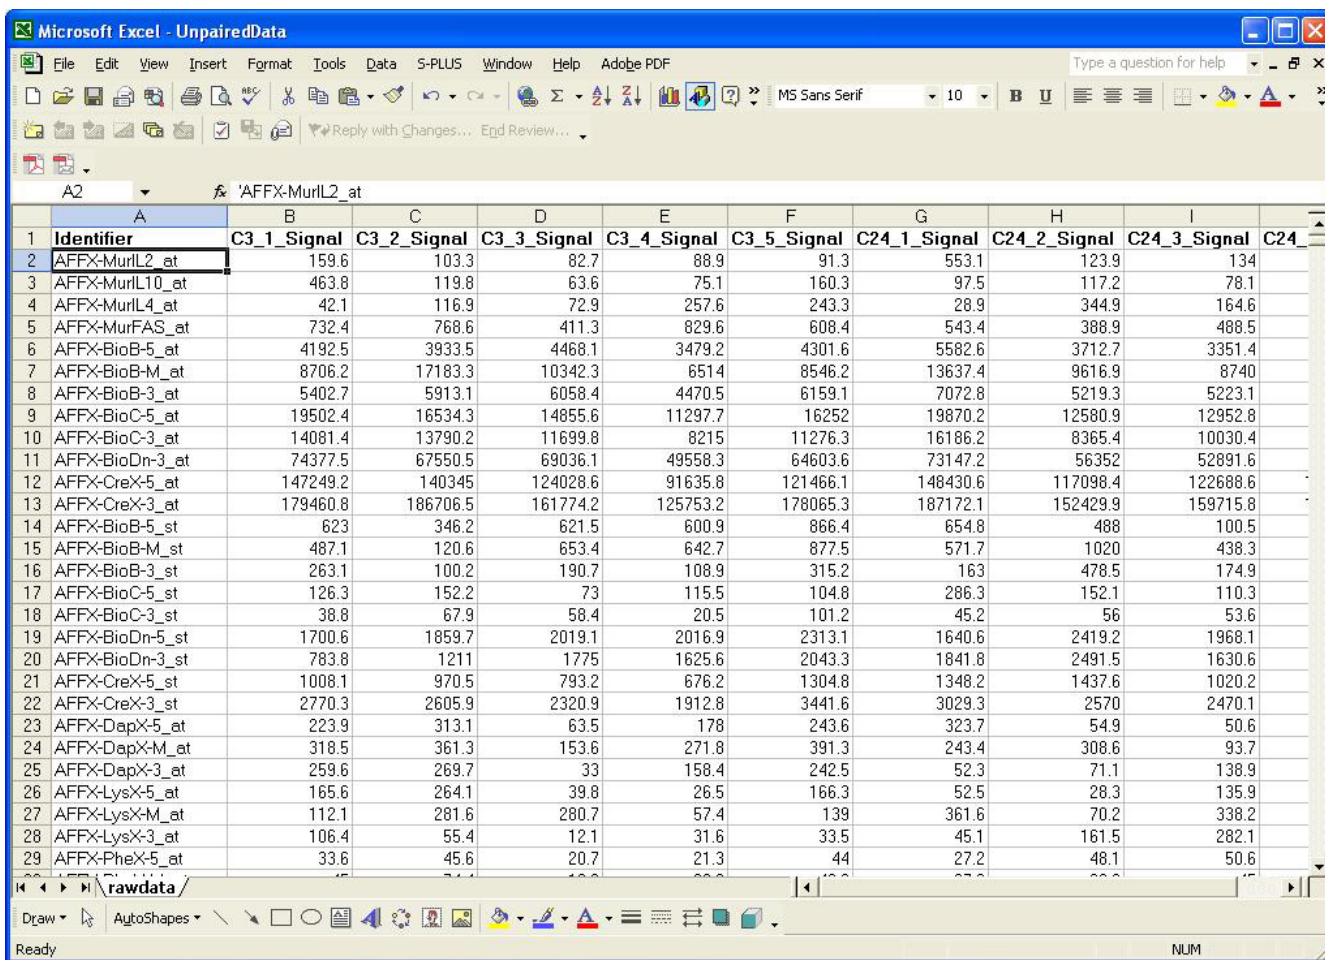 Microsoft Excel - UnpairedData
File Edit View Insert Format Tools Data S-PLUS Window Help Adobe PDF Type a question for help
MS Sans Serif 10 B U
Reply with Changes... End Review...
A2 fx 'AFFX-MurIL2_at
A B C D E F G H I
1 Identifier C3_1_Signal C3_2_Signal C3_3_Signal C3_4_Signal C3_5_Signal C24_1_Signal C24_2_Signal C24_3_Signal C24_
2 AFFX-MurIL2_at 159.6 103.3 82.7 88.9 91.3 553.1 123.9 134
3 AFFX-MurIL10_at 463.8 119.8 63.6 75.1 160.3 97.5 117.2 78.1
4 AFFX-MurIL4_at 42.1 116.9 72.9 257.6 243.3 28.9 344.9 164.6
5 AFFX-MurFAS_at 732.4 768.6 411.3 829.6 608.4 543.4 388.9 488.5
6 AFFX-BioB-5_at 4192.5 3933.5 4468.1 3479.2 4301.6 5582.6 3712.7 3351.4
7 AFFX-BioB-M_at 8706.2 17183.3 10342.3 6514 8546.2 13637.4 9616.9 8740
8 AFFX-BioB-3_at 5402.7 5913.1 6058.4 4470.5 6159.1 7072.8 5219.3 5223.1
9 AFFX-BioC-5_at 19502.4 16534.3 14855.6 11297.7 16252 19870.2 12580.9 12952.8
10 AFFX-BioC-3_at 14081.4 13790.2 11699.8 8215 11276.3 16186.2 8365.4 10030.4
11 AFFX-BioDn-3_at 74377.5 67550.5 69036.1 49558.3 64603.6 73147.2 56352 52891.6
12 AFFX-CreX-5_at 147249.2 140345 124028.6 91635.8 121466.1 148430.6 117098.4 122688.6
13 AFFX-CreX-3_at 179460.8 186706.5 161774.2 125753.2 178065.3 187172.1 152429.9 159715.8
14 AFFX-BioB-5_st 623 346.2 621.5 600.9 866.4 654.8 488 100.5
15 AFFX-BioB-M_st 487.1 120.6 653.4 642.7 877.5 571.7 1020 438.3
16 AFFX-BioB-3_st 263.1 100.2 190.7 108.9 315.2 163 478.5 174.9
17 AFFX-BioC-5_st 126.3 152.2 73 115.5 104.8 286.3 152.1 110.3
18 AFFX-BioC-3_st 38.8 67.9 58.4 20.5 101.2 45.2 56 53.6
19 AFFX-BioDn-5_st 1700.6 1859.7 2019.1 2016.9 2313.1 1640.6 2419.2 1968.1
20 AFFX-BioDn-3_st 783.8 1211 1775 1625.6 2043.3 1841.8 2491.5 1630.6
21 AFFX-CreX-5_st 1008.1 970.5 793.2 676.2 1304.8 1348.2 1437.6 1020.2
22 AFFX-CreX-3_st 2770.3 2605.9 2320.9 1912.8 3441.6 3029.3 2570 2470.1
23 AFFX-DapX-5_at 223.9 313.1 63.5 178 243.6 323.7 54.9 50.6
24 AFFX-DapX-M_at 318.5 361.3 153.6 271.8 391.3 243.4 308.6 93.7
25 AFFX-DapX-3_at 259.6 269.7 33 158.4 242.5 52.3 71.1 138.9
26 AFFX-LysX-5_at 165.6 264.1 39.8 26.5 166.3 52.5 28.3 135.9
27 AFFX-LysX-M_at 112.1 281.6 280.7 57.4 139 361.6 70.2 338.2
28 AFFX-LysX-3_at 106.4 55.4 12.1 31.6 33.5 45.1 161.5 282.1
29 AFFX-PheX-5_at 33.6 45.6 20.7 21.3 44 27.2 48.1 50.6
rawdata
Draw AutoShapes
Ready NUM